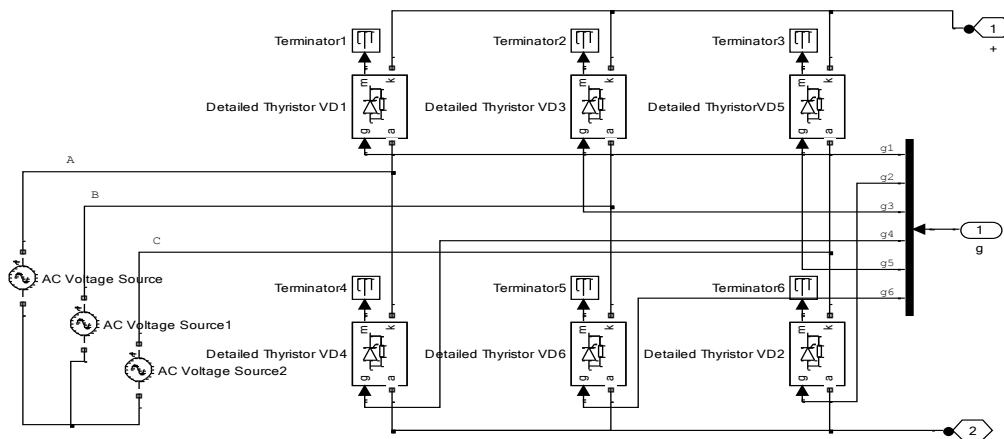 1
+
Terminator1
Terminator2
Terminator3
m
k
m
k
m
k
Detailed Thyristor VD1
Detailed Thyristor VD3
Detailed ThyristorVD5
g
a
g
a
g
a
g1
A
g2
B
g3
1
g
C
g4
g5
AC Voltage Source
Terminator4
Terminator5
Terminator6
g6
AC Voltage Source1
m
k
m
k
m
k
Detailed Thyristor VD4
Detailed Thyristor VD6
Detailed Thyristor VD2
AC Voltage Source2
g
a
g
a
g
a
2